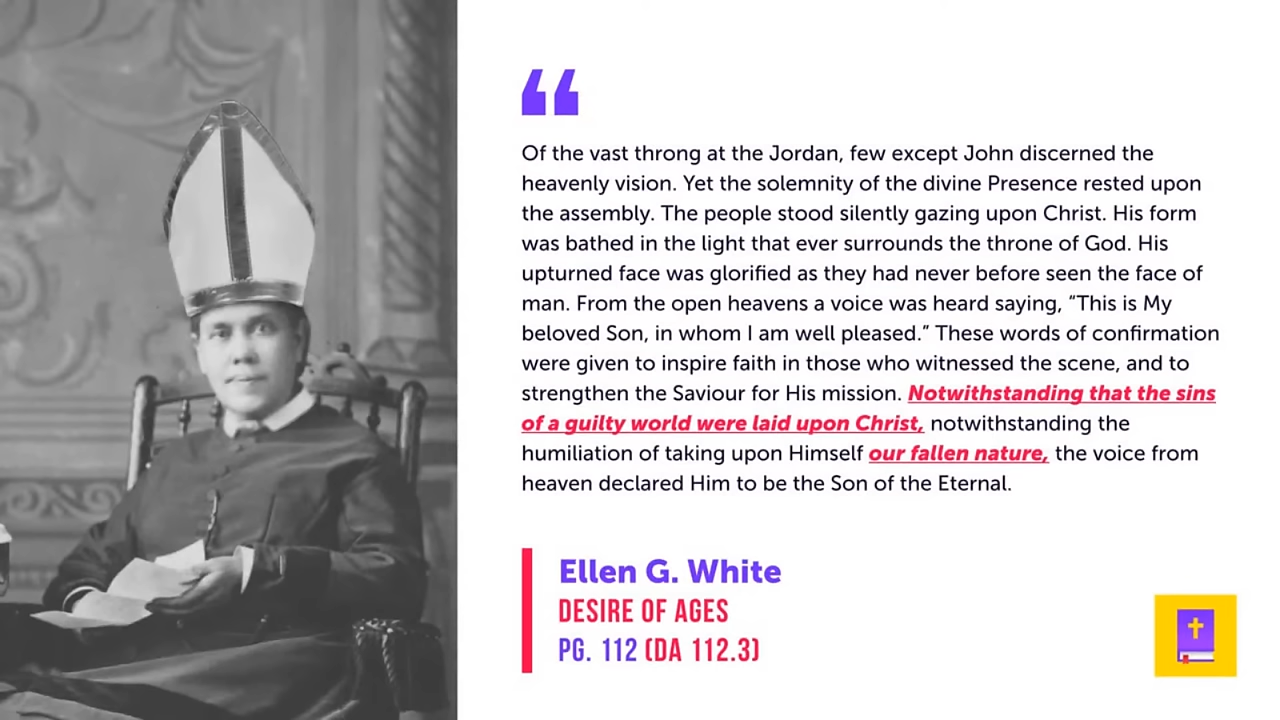 “
Of the vast throng at the Jordan, few except John discerned the
heavenly vision. Yet the solemnity of the divine Presence rested upon
the assembly. The people stood silently gazing upon Christ. His form
was bathed in the light that ever surrounds the throne of God. His
upturned face was glorified as they had never before seen the face of
man. From the open heavens a voice was heard saying, “This is My
beloved Son, in whom I am well pleased.” These words of confirmation
were given to inspire faith in those who witnessed the scene, and to
strengthen the Saviour for His mission. Notwithstanding that the sins
of a guilty world were laid upon Christ, notwithstanding the
humiliation of taking upon Himself our fallen nature, the voice from
heaven declared Him to be the Son of the Eternal.
Ellen G. White
DESIRE OF AGES
PG. 112 (DA 112.3)